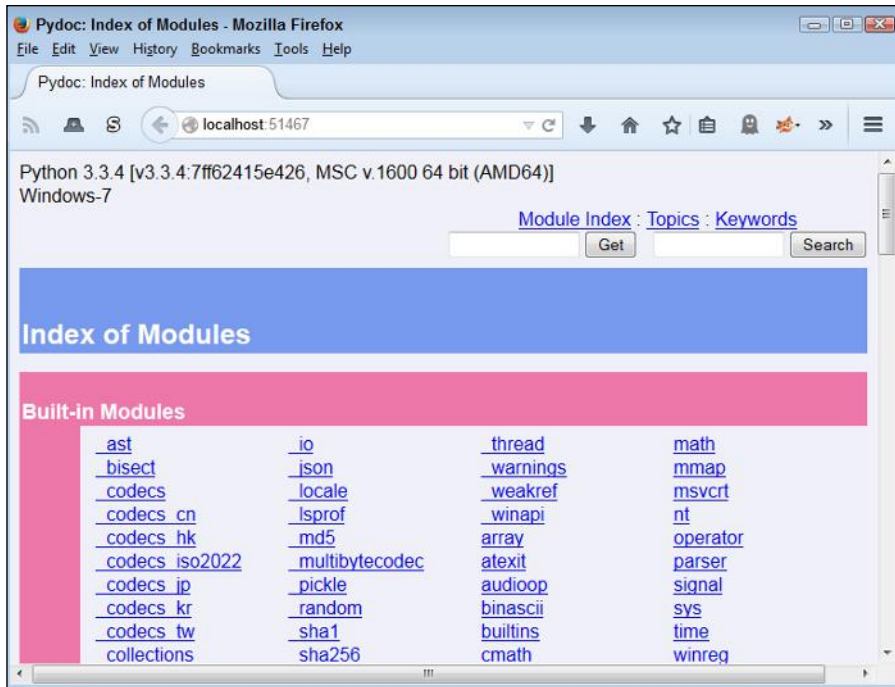 Pydoc: Index of Modules - Mozilla Firefox
File Edit View History Bookmarks Tools Help
Pydoc: Index of Modules
S localhost:51467
Python 3.3.4 [v3.3.4:7ff62415e426, MSC v.1600 64 bit (AMD64)]
Windows-7
Module Index : Topics : Keywords
Get Search
Index of Modules
Built-in Modules
_ast _io _thread math
_bisect _json _warnings mmap
_codecs _locale _weakref msvcrt
_codecs_cn _lsprof _winapi nt
_codecs_hk _md5 array operator
_codecs_iso2022 _multibytecodec atexit parser
_codecs_jp _pickle audioop signal
_codecs_kr _random binascii sys
_codecs_tw _sha1 builtins time
collections sha256 cmath winreg